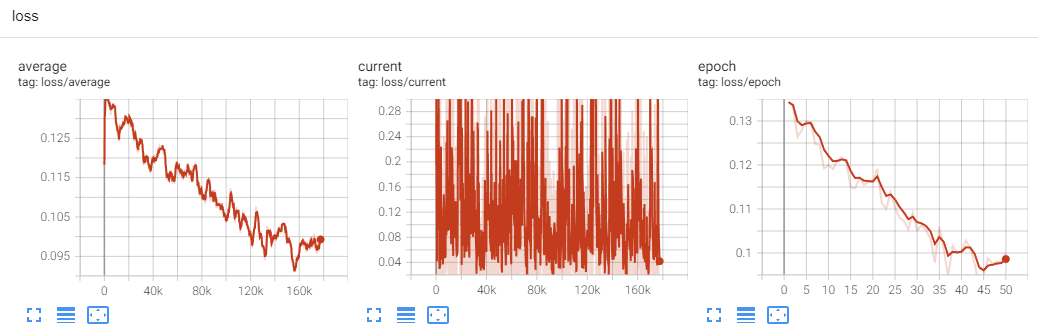 loss
average
tag: loss/average
0.125
0.115
0.105
0.095
0 40k 80k 120k 160k
current
tag: loss/current
0.28
0.24
0.2
0.16
0.12
0.08
0.04
0 40k 80k 120k 160k
epoch
tag: loss/epoch
0.13
0.12
0.11
0.1
0 5 10 15 20 25 30 35 40 45 50